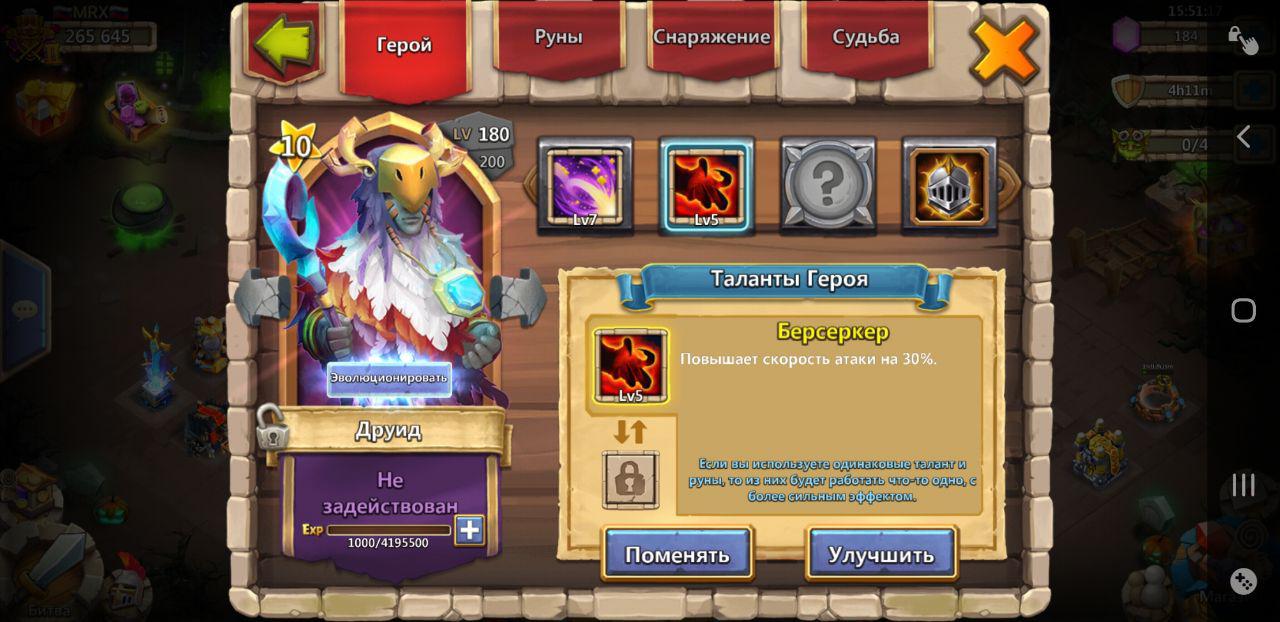 MRX
265 645
Герой
Руны
Снаряжение
Судьба
15:51:17
184
4h11m
0/4
10
LV 180
200
Lv7
Lv5
?
Таланты Героя
Берсеркер
Повышает скорость атаки на 30%.
Lv5
Если вы используете одинаковые талант и
руны, то из них будет работать что-то одно, с
более сильным эффектом.
Эволюционировать
Друид
Не
задействован
Exp
1000/4195500
Поменять
Улучшить
Битва